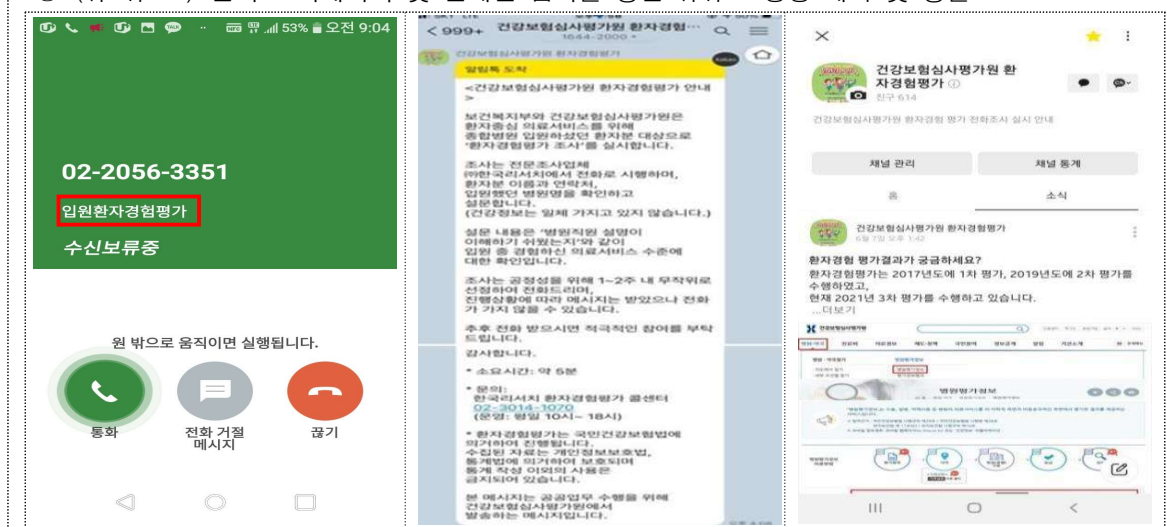 53% 오전 9:04
02-2056-3351
입원환자경험평가
수신보류중
원 밖으로 움직이면 실행됩니다.
통화
전화 거절
메시지
끊기
< 999+ 건강보험심사평가원 환자경험…
1644-2000
건강보험심사평가원 환자경험평가
알림톡 도착
<건강보험심사평가원 환자경험평가 안내
>
보건복지부와 건강보험심사평가원은
환자중심 의료서비스를 위해
종합병원 입원하셨던 환자분 대상으로
'환자경험평가 조사'를 실시합니다.
조사는 전문조사업체
㈜한국리서치에서 전화로 시행하며,
환자분 이름과 연락처,
입원했던 병원명을 확인하고
설문합니다.
(건강정보는 일체 가지고 있지 않습니다.)
설문 내용은 '병원직원 설명이
이해하기 쉬웠는지'와 같이
입원 중 경험하신 의료서비스 수준에
대한 확인입니다.
조사는 공정성을 위해 1~2주 내 무작위로
선정하여 전화드리며,
진행상황에 따라 메시지는 받았으나 전화
가 가지 않을 수 있습니다.
추후 전화 받으시면 적극적인 참여를 부탁
드립니다.
감사합니다.
* 소요시간: 약 5분
* 문의:
한국리서치 환자경험평가 콜센터
02-3014-1070
(운영: 평일 10시~ 18시)
* 환자경험평가는 국민건강보험법에
의거하여 진행됩니다.
수집된 자료는 개인정보보호법,
통계법에 의거하여 보호되며
통계 작성 이외의 사용은
금지되어 있습니다.
본 메시지는 공공업무 수행을 위해
건강보험심사평가원에서
발송하는 메시지입니다.
건강보험심사평가원 환
자경험평가
친구 614
건강보험심사평가원 환자경험 평가 전화조사 실시 안내
채널 관리 채널 통계
홈 소식
건강보험심사평가원 환자경험평가
6월 7일 오후 1:42
환자경험 평가결과가 궁금하세요?
환자경험평가는 2017년도에 1차 평가, 2019년도에 2차 평가를
수행하였고,
현재 2021년 3차 평가를 수행하고 있습니다.
...더보기
건강보험심사평가원
병원평가정보